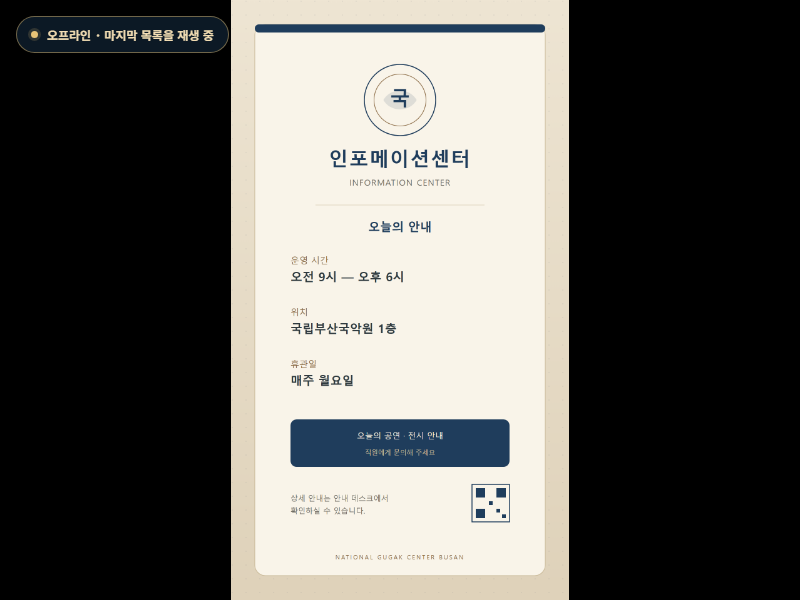 오프라인 · 마지막 목록을 재생 중
국
인포메이션센터
INFORMATION CENTER
오늘의 안내
운영 시간
오전 9시 — 오후 6시
위치
국립부산국악원 1층
휴관일
매주 월요일
오늘의 공연 · 전시 안내
직원에게 문의해 주세요
상세 안내는 안내 데스크에서
확인하실 수 있습니다.
NATIONAL GUGAK CENTER BUSAN